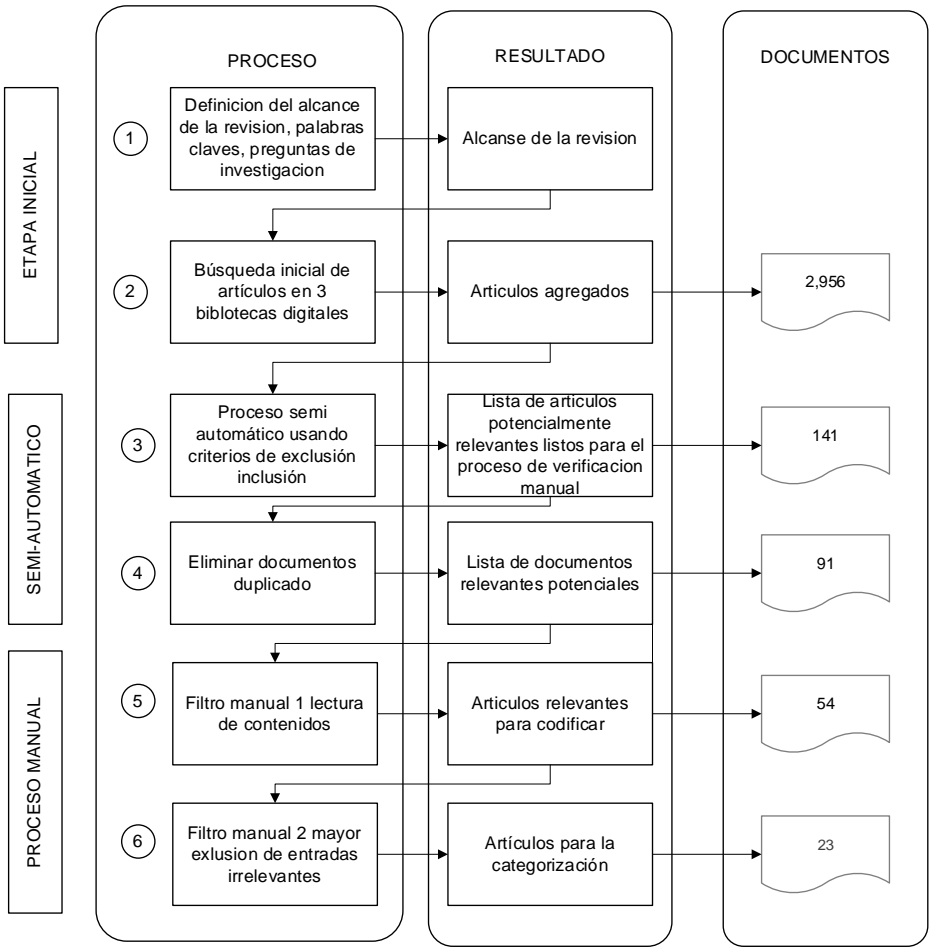 PROCESO
RESULTADO
DOCUMENTOS
ETAPA INICIAL
1
Definicion del alcance
de la revision, palabras
claves, preguntas de
investigacion
Alcanse de la revision
2
Búsqueda inicial de
artículos en 3
biblotecas digitales
Articulos agregados
2,956
SEMI-AUTOMATICO
3
Proceso semi
automático usando
criterios de exclusión
inclusión
Lista de articulos
potencialmente
relevantes listos para el
proceso de verificacion
manual
141
4
Eliminar documentos
duplicado
Lista de documentos
relevantes potenciales
91
PROCESO MANUAL
5
Filtro manual 1 lectura
de contenidos
Articulos relevantes
para codificar
54
6
Filtro manual 2 mayor
exlusion de entradas
irrelevantes
Artículos para la
categorización
23